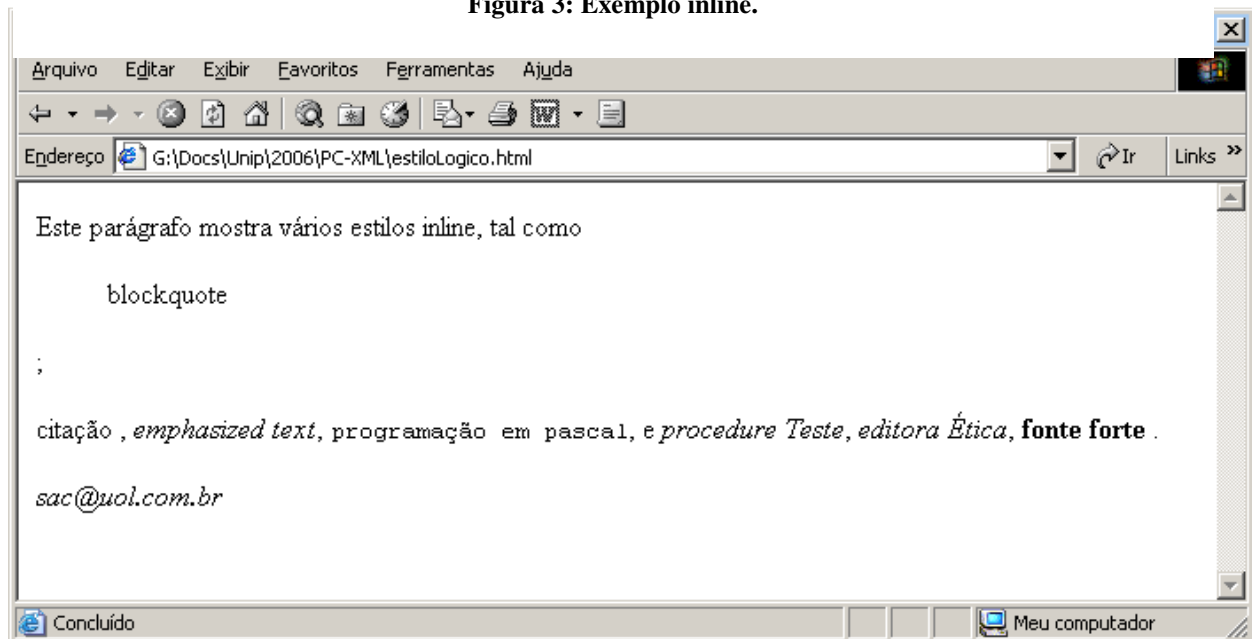 Figura 3: Exemplo inline.
Arquivo Editar Exibir Favoritos Ferramentas Ajuda
Endereço G:\Docs\Unip\2006\PC-XML\estiloLogico.html Ir Links »
Este parágrafo mostra vários estilos inline, tal como
blockquote
;
citação , emphasized text, programação em pascal, e procedure Teste, editora Ética, fonte forte .
sac@uol.com.br
Concluído Meu computador